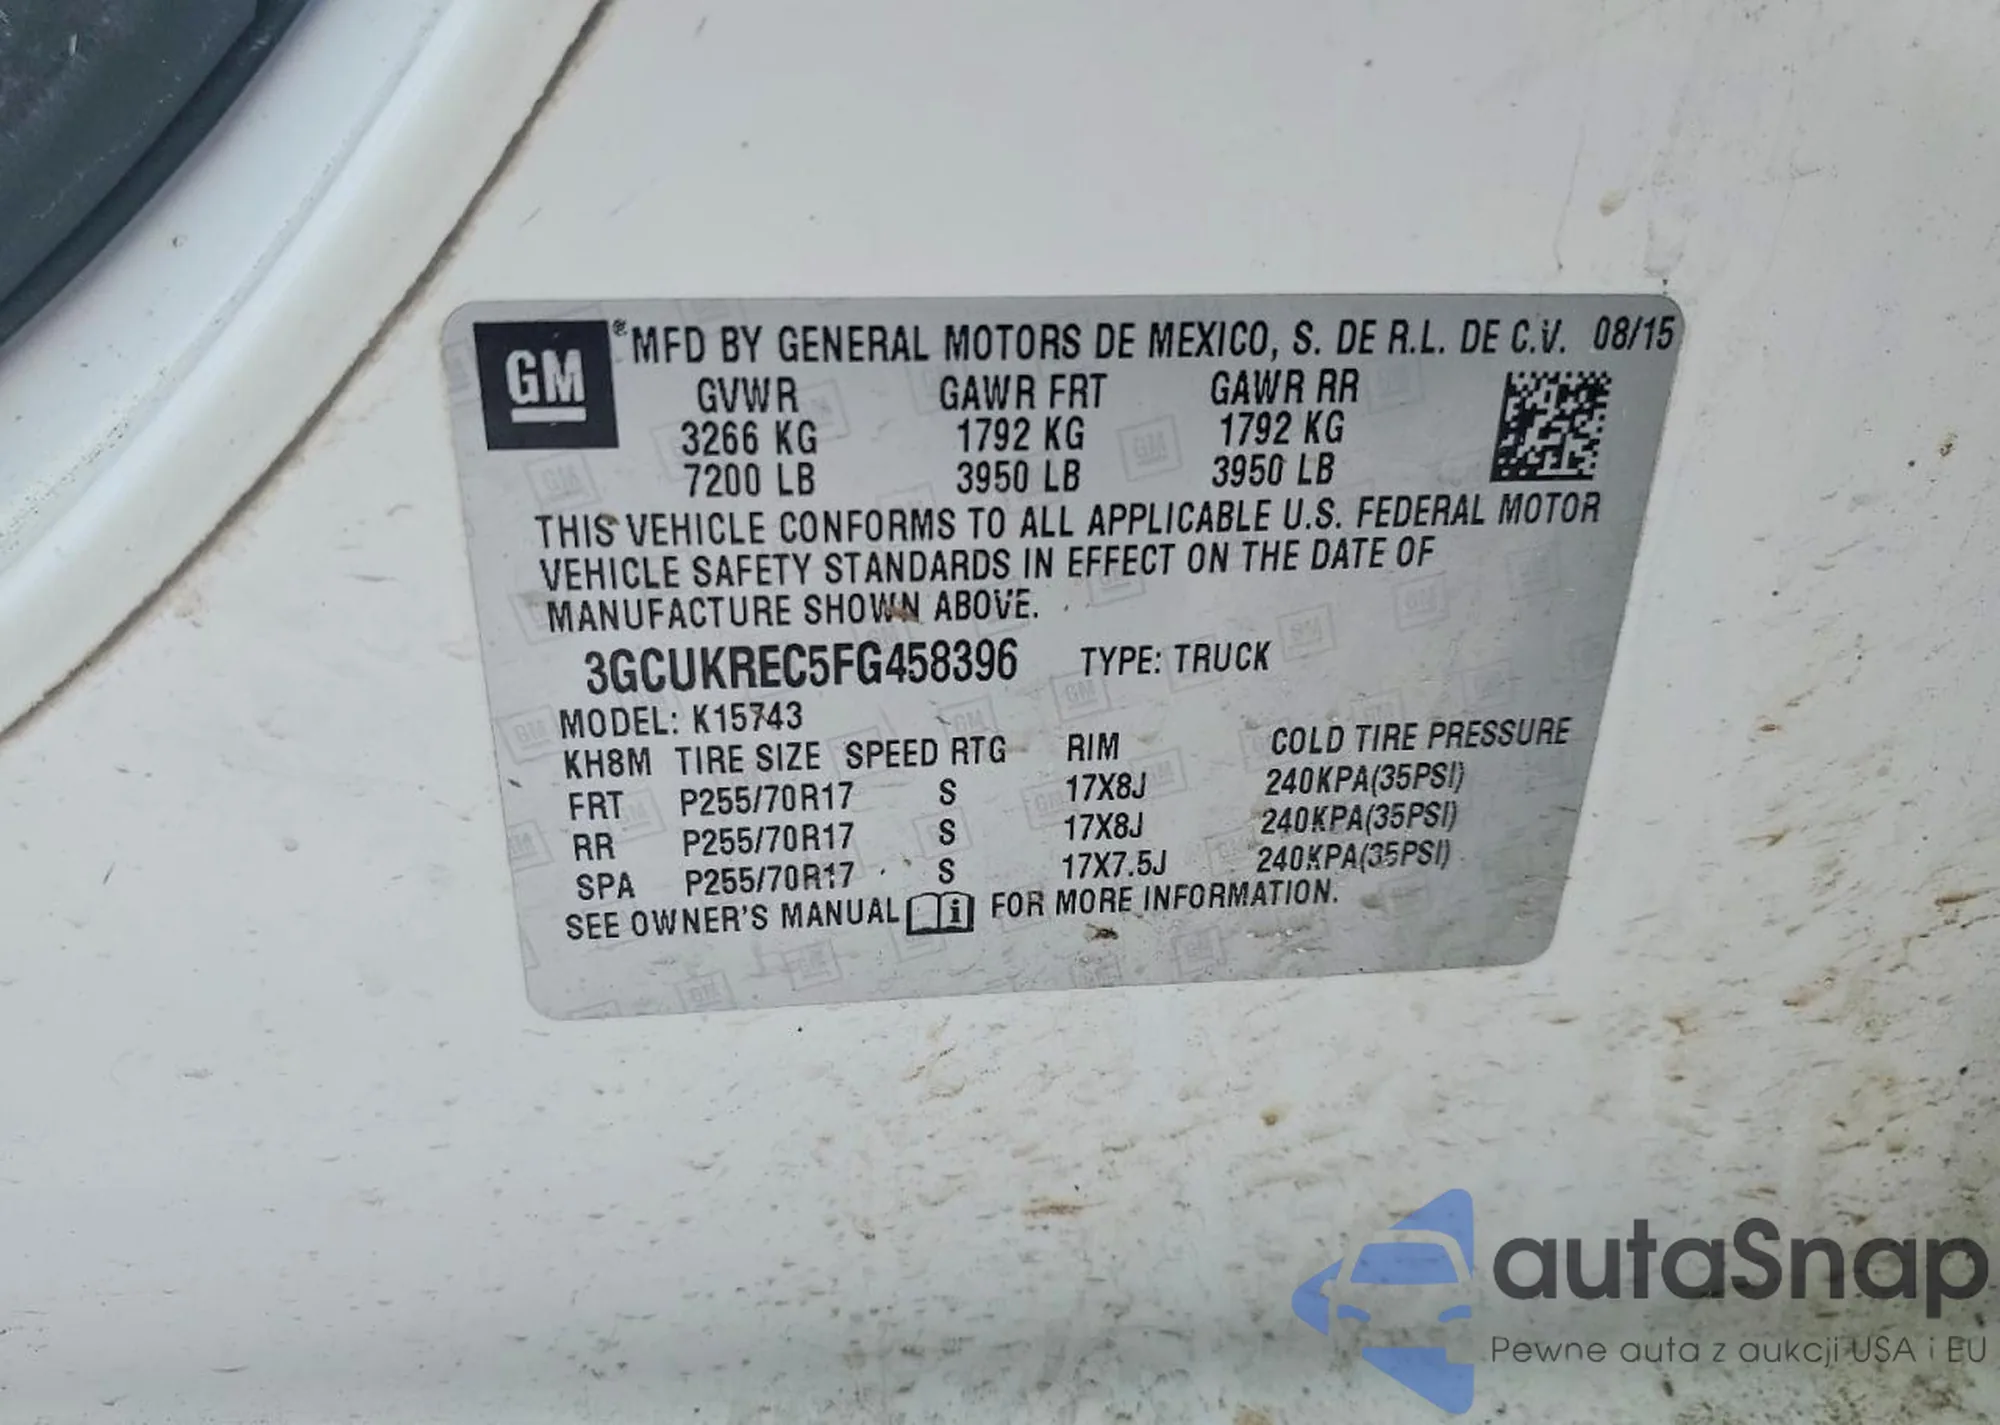 GM
® MFD BY GENERAL MOTORS DE MEXICO, S. DE R.L. DE C.V. 08/15
GVWR GAWR FRT GAWR RR
3266 KG 1792 KG 1792 KG
7200 LB 3950 LB 3950 LB
THIS VEHICLE CONFORMS TO ALL APPLICABLE U.S. FEDERAL MOTOR
VEHICLE SAFETY STANDARDS IN EFFECT ON THE DATE OF
MANUFACTURE SHOWN ABOVE.
3GCUKREC5FG458396 TYPE: TRUCK
MODEL: K15743
KH8M TIRE SIZE SPEED RTG RIM COLD TIRE PRESSURE
FRT P255/70R17 S 17X8J 240KPA(35PSI)
RR P255/70R17 S 17X8J 240KPA(35PSI)
SPA P255/70R17 S 17X7.5J 240KPA(35PSI)
SEE OWNER'S MANUAL i FOR MORE INFORMATION.
autaSnap
Pewne auta z aukcji USA i EU